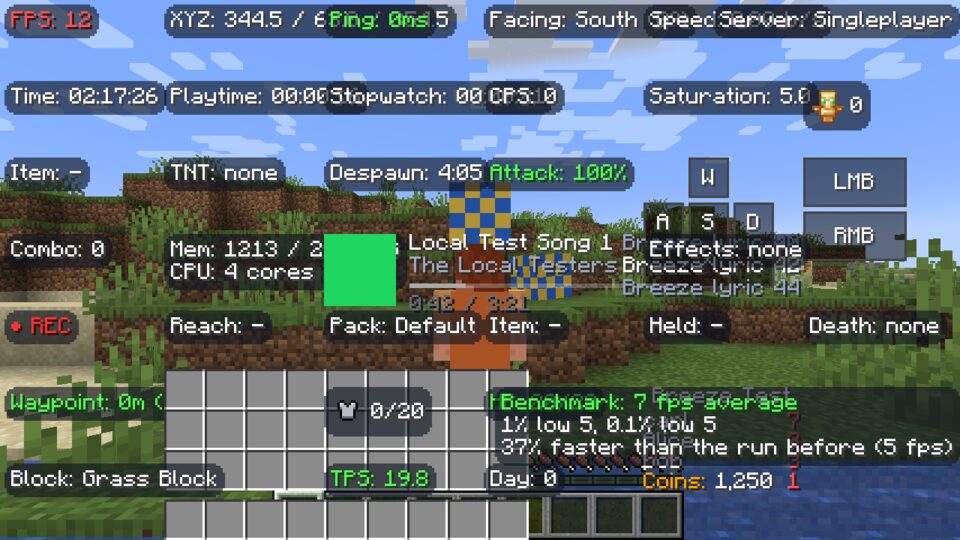 FPS: 12
XYZ: 344.5 / 6
Ping: 0ms
5
Facing: South
Speed
Server: Singleplayer
Time: 02:17:26
Playtime: 00:00
Stopwatch: 00
CPS: 0
Saturation: 5.0
0
Item: -
TNT: none
Despawn: 4:05
Attack: 100%
W
LMB
A S D
RMB
Combo: 0
Mem: 1213 / 2
CPU: 4 cores
Local Test Song 1
The Local Testers
0:42 / 3:21
Effects: none
Breeze lyric
Breeze lyric 44
REC
Reach: -
Pack: Default
Item: -
Held: -
Death: none
Waypoint: 0m (
0/20
Breeze Test
Benchmark: 7 fps average
1% low 5, 0.1% low 5
37% faster than the run before (5 fps)
Block: Grass Block
TPS: 19.8
Day: 0
Coins: 1,250
1